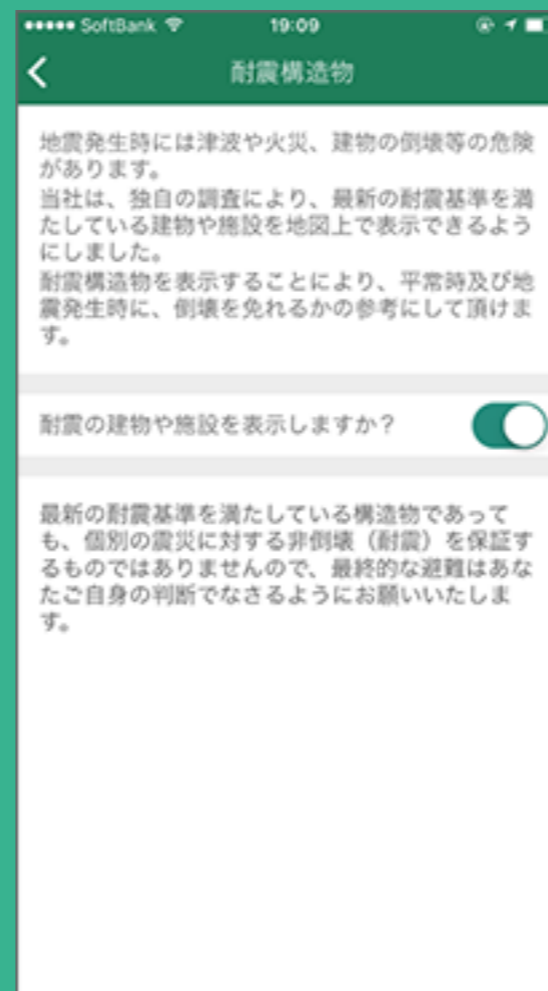 SoftBank 19:09
耐震構造物
地震発生時には津波や火災、建物の倒壊等の危険
があります。
当社は、独自の調査により、最新の耐震基準を満
たしている建物や施設を地図上で表示できるよう
にしました。
耐震構造物を表示することにより、平常時及び地
震発生時に、倒壊を免れるかの参考にして頂けま
す。
耐震の建物や施設を表示しますか？
最新の耐震基準を満たしている構造物であって
も、個別の震災に対する非倒壊（耐震）を保証す
るものではありませんので、最終的な避難はあな
たご自身の判断でなさるようにお願いいたしま
す。